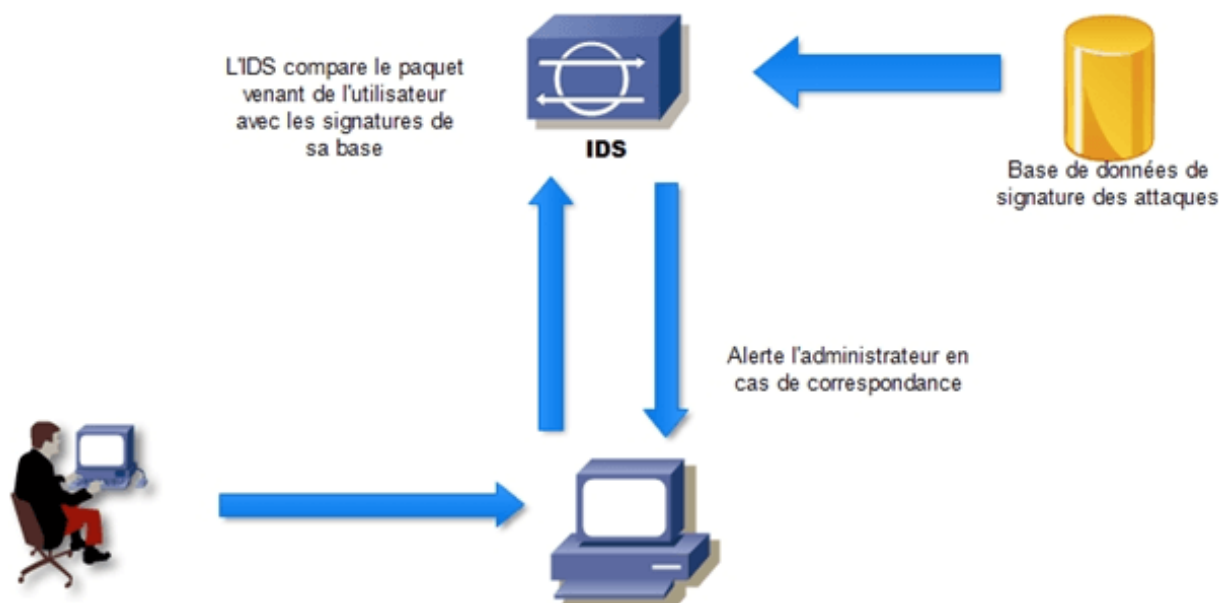 L'IDS compare le paquet
venant de l'utilisateur
avec les signatures de
sa base
IDS
Base de données de
signature des attaques
Alerte l'administrateur en
cas de correspondance